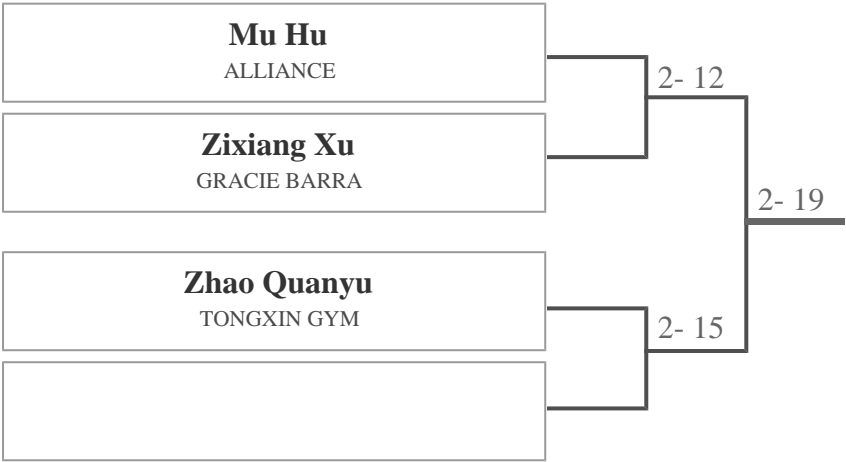 Mu Hu
ALLIANCE
2- 12
Zixiang Xu
GRACIE BARRA
2- 19
Zhao Quanyu
TONGXIN GYM
2- 15